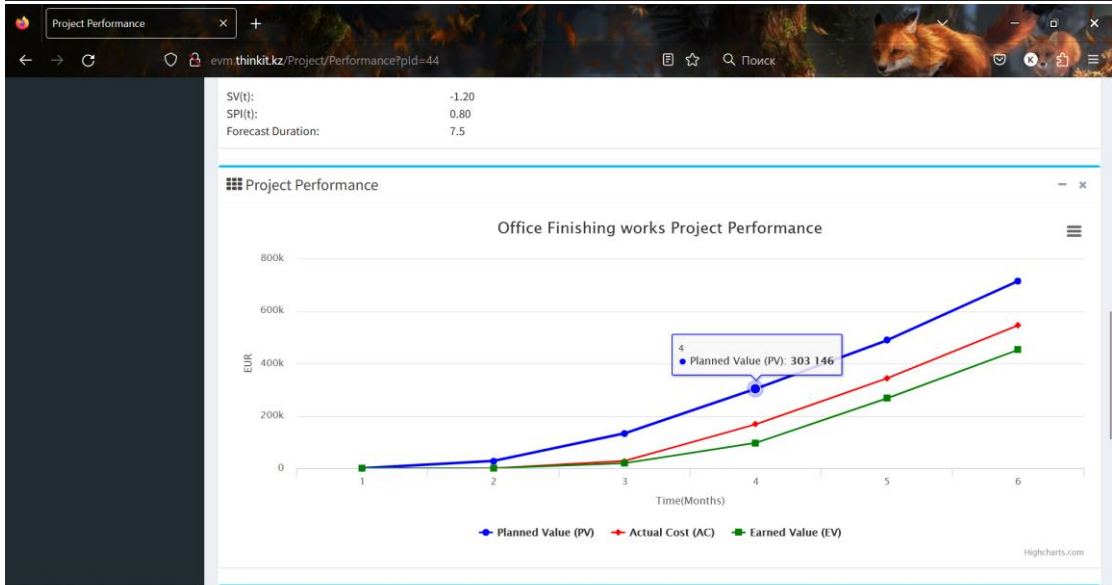 Project Performance
evm.thinkit.kz/Project/Performance?pId=44
Поиск
K
SV(t): -1.20
SPI(t): 0.80
Forecast Duration: 7.5
Project Performance
Office Finishing works Project Performance
800k
600k
400k
200k
0
EUR
4
Planned Value (PV): 303 146
1 2 3 4 5 6
Time(Months)
Planned Value (PV) Actual Cost (AC) Earned Value (EV)
Highcharts.com